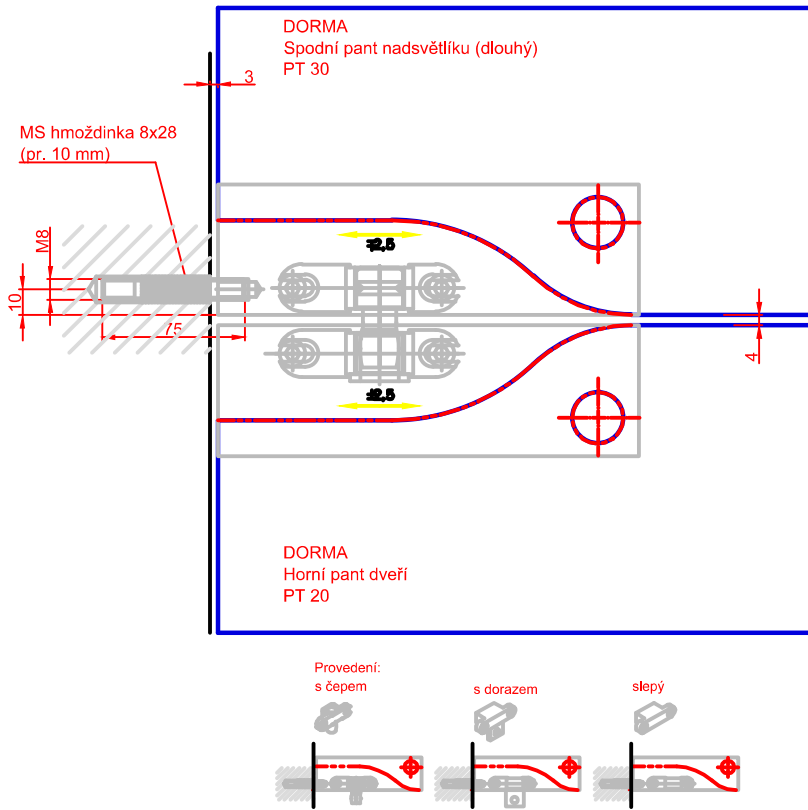 DORMA
Spodní pant nadsvětlíku (dlouhý)
PT 30
3
MS hmoždinka 8x28
(pr. 10 mm)
M8
10
75
4
DORMA
Horní pant dveří
PT 20
Provedení:
s čepem
s dorazem
slepý